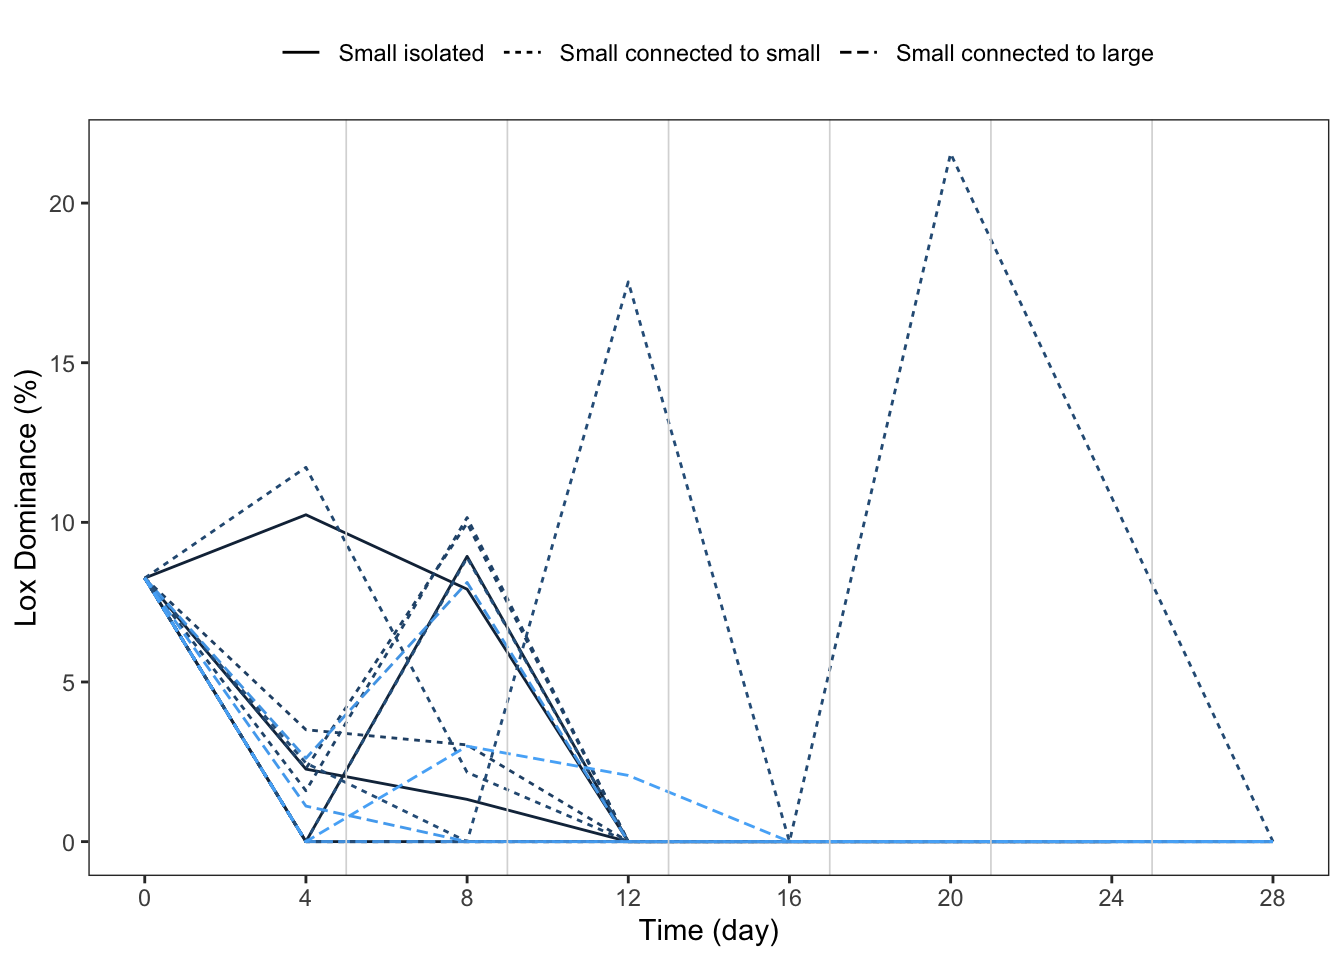 Small isolated Small connected to small Small connected to large
Lox Dominance (%)
20
15
10
5
0
0 4 8 12 16 20 24 28
Time (day)